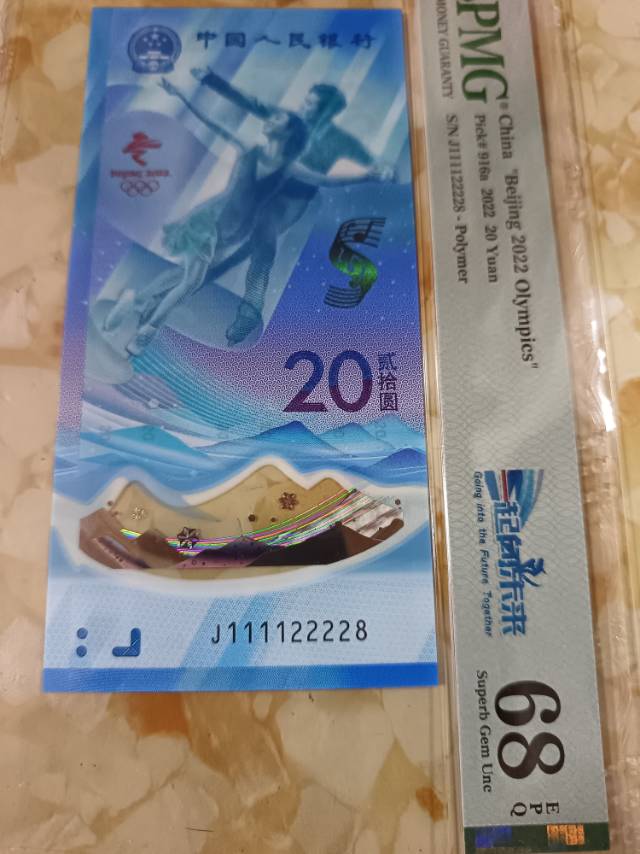 中国人民银行
20
贰拾圆
J111122228
PMG®
MONEY GUARANTY
China "Beijing 2022 Olympics"
Pick# 916a 2022 20 Yuan
S/N J111122228 - Polymer
一起向未来
Going into the Future Together
68
EPQ
Superb Gem Unc